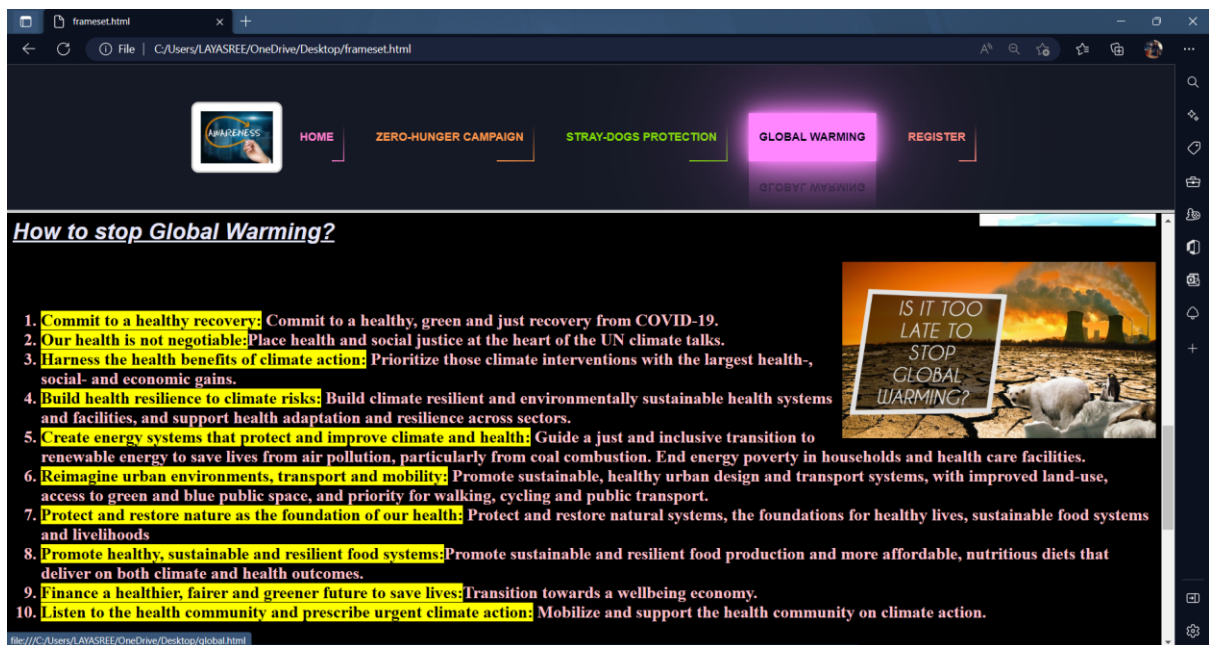 frameset.html
File | C:/Users/LAYASREE/OneDrive/Desktop/frameset.html
AWARENESS
HOME
ZERO-HUNGER CAMPAIGN
STRAY-DOGS PROTECTION
GLOBAL WARMING
REGISTER
GLOBAL WARMING
How to stop Global Warming?
IS IT TOO
LATE TO
STOP
GLOBAL
WARMING?
1. Commit to a healthy recovery: Commit to a healthy, green and just recovery from COVID-19.
2. Our health is not negotiable:Place health and social justice at the heart of the UN climate talks.
3. Harness the health benefits of climate action: Prioritize those climate interventions with the largest health-,
social- and economic gains.
4. Build health resilience to climate risks: Build climate resilient and environmentally sustainable health systems
and facilities, and support health adaptation and resilience across sectors.
5. Create energy systems that protect and improve climate and health: Guide a just and inclusive transition to
renewable energy to save lives from air pollution, particularly from coal combustion. End energy poverty in households and health care facilities.
6. Reimagine urban environments, transport and mobility: Promote sustainable, healthy urban design and transport systems, with improved land-use,
access to green and blue public space, and priority for walking, cycling and public transport.
7. Protect and restore nature as the foundation of our health: Protect and restore natural systems, the foundations for healthy lives, sustainable food systems
and livelihoods
8. Promote healthy, sustainable and resilient food systems:Promote sustainable and resilient food production and more affordable, nutritious diets that
deliver on both climate and health outcomes.
9. Finance a healthier, fairer and greener future to save lives:Transition towards a wellbeing economy.
10. Listen to the health community and prescribe urgent climate action: Mobilize and support the health community on climate action.
file:///C:/Users/LAYASREE/OneDrive/Desktop/global.html